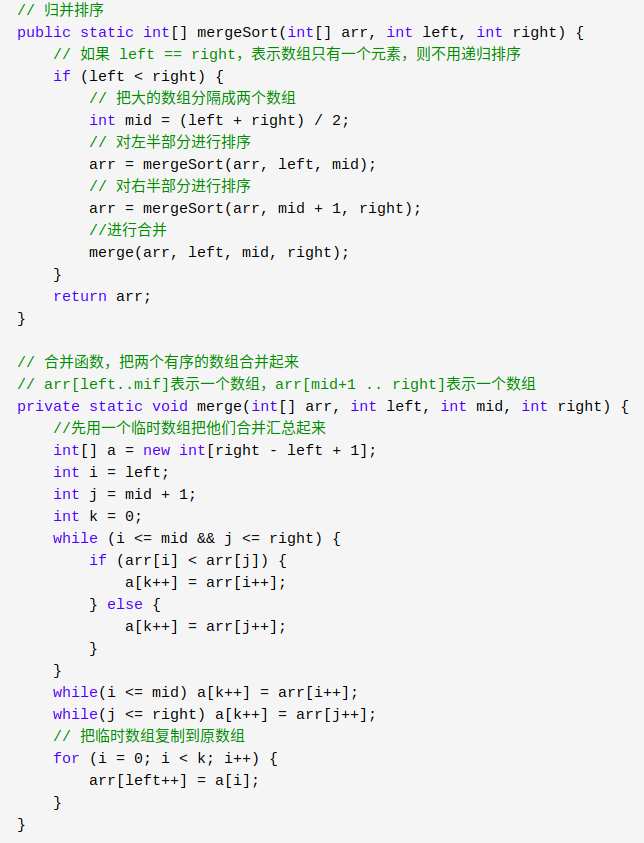 // 归并排序
public static int[] mergeSort(int[] arr, int left, int right) {
    // 如果 left == right，表示数组只有一个元素，则不用递归排序
    if (left < right) {
        // 把大的数组分隔成两个数组
        int mid = (left + right) / 2;
        // 对左半部分进行排序
        arr = mergeSort(arr, left, mid);
        // 对右半部分进行排序
        arr = mergeSort(arr, mid + 1, right);
        //进行合并
        merge(arr, left, mid, right);
    }
    return arr;
}

// 合并函数，把两个有序的数组合并起来
// arr[left..mif]表示一个数组，arr[mid+1 .. right]表示一个数组
private static void merge(int[] arr, int left, int mid, int right) {
    //先用一个临时数组把他们合并汇总起来
    int[] a = new int[right - left + 1];
    int i = left;
    int j = mid + 1;
    int k = 0;
    while (i <= mid && j <= right) {
        if (arr[i] < arr[j]) {
            a[k++] = arr[i++];
        } else {
            a[k++] = arr[j++];
        }
    }
    while(i <= mid) a[k++] = arr[i++];
    while(j <= right) a[k++] = arr[j++];
    // 把临时数组复制到原数组
    for (i = 0; i < k; i++) {
        arr[left++] = a[i];
    }
}